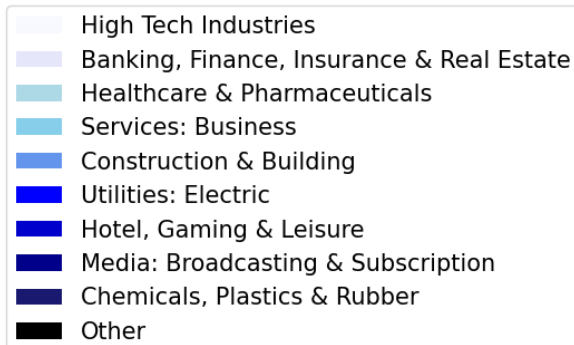 High Tech Industries
Banking, Finance, Insurance & Real Estate
Healthcare & Pharmaceuticals
Services: Business
Construction & Building
Utilities: Electric
Hotel, Gaming & Leisure
Media: Broadcasting & Subscription
Chemicals, Plastics & Rubber
Other